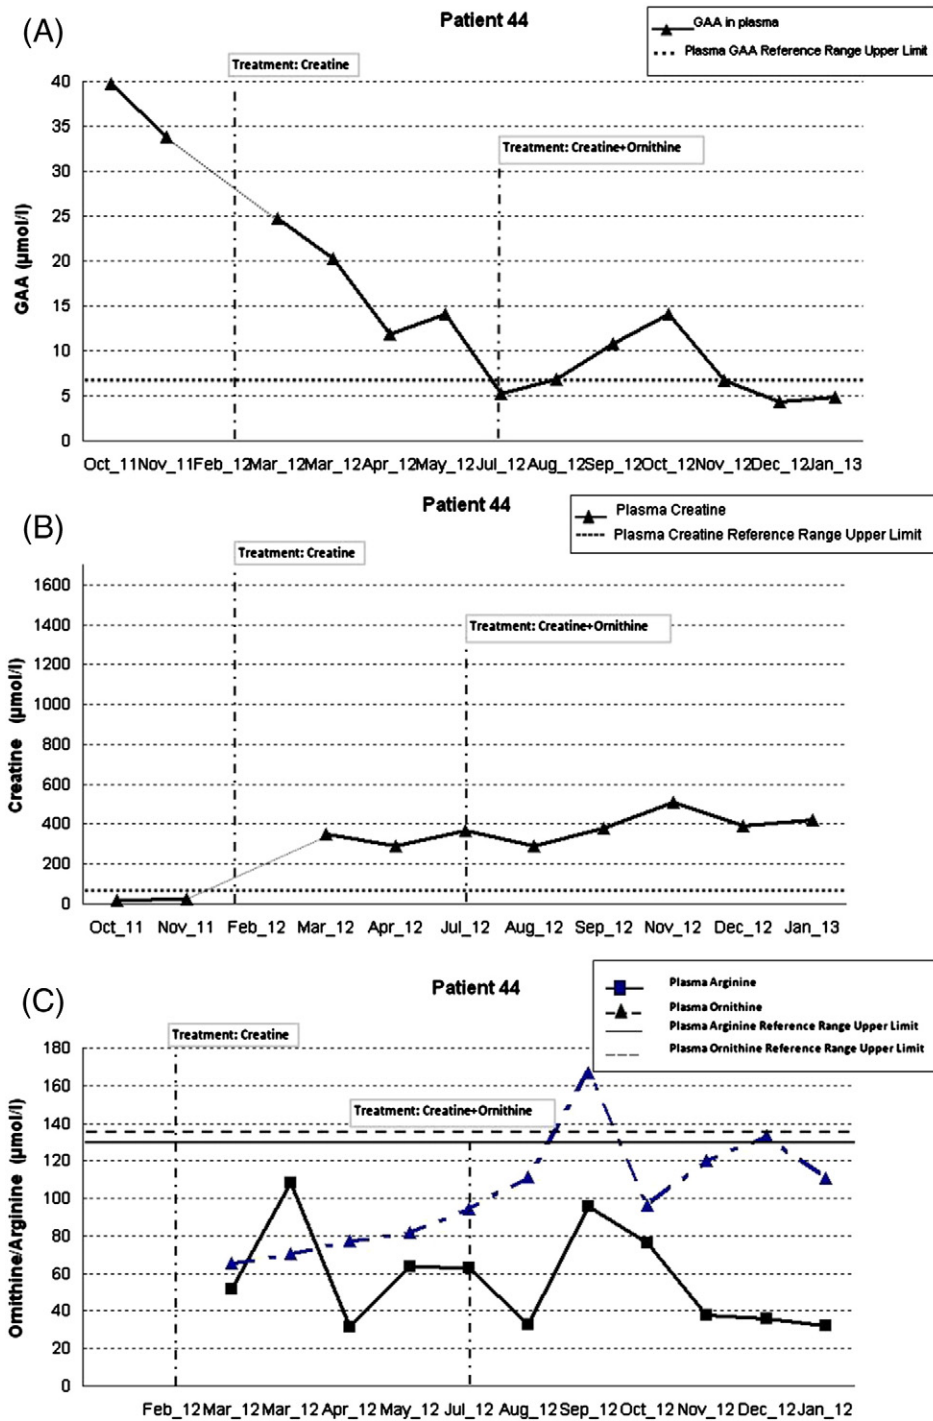 (A)
Patient 44
GAA in plasma
Plasma GAA Reference Range Upper Limit
Treatment: Creatine
Treatment: Creatine+Ornithine
GAA (µmol/l)
40
35
30
25
20
15
10
5
0
Oct_11 Nov_11 Feb_12 Mar_12 Mar_12 Apr_12 May_12 Jul_12 Aug_12 Sep_12 Oct_12 Nov_12 Dec_12 Jan_13
(B)
Patient 44
Plasma Creatine
Plasma Creatine Reference Range Upper Limit
Treatment: Creatine
Treatment: Creatine+Ornithine
Creatine (µmol/l)
1600
1400
1200
1000
800
600
400
200
0
Oct_11 Nov_11 Feb_12 Mar_12 Apr_12 Jul_12 Aug_12 Sep_12 Nov_12 Dec_12 Jan_13
(C)
Patient 44
Plasma Arginine
Plasma Ornithine
Plasma Arginine Reference Range Upper Limit
Plasma Ornithine Reference Range Upper Limit
Treatment: Creatine
Treatment: Creatine+Ornithine
Ornithine/Arginine (µmol/l)
180
160
140
120
100
80
60
40
20
0
Feb_12 Mar_12 Mar_12 Apr_12 May_12 Jul_12 Aug_12 Sep_12 Oct_12 Nov_12 Dec_12 Jan_12